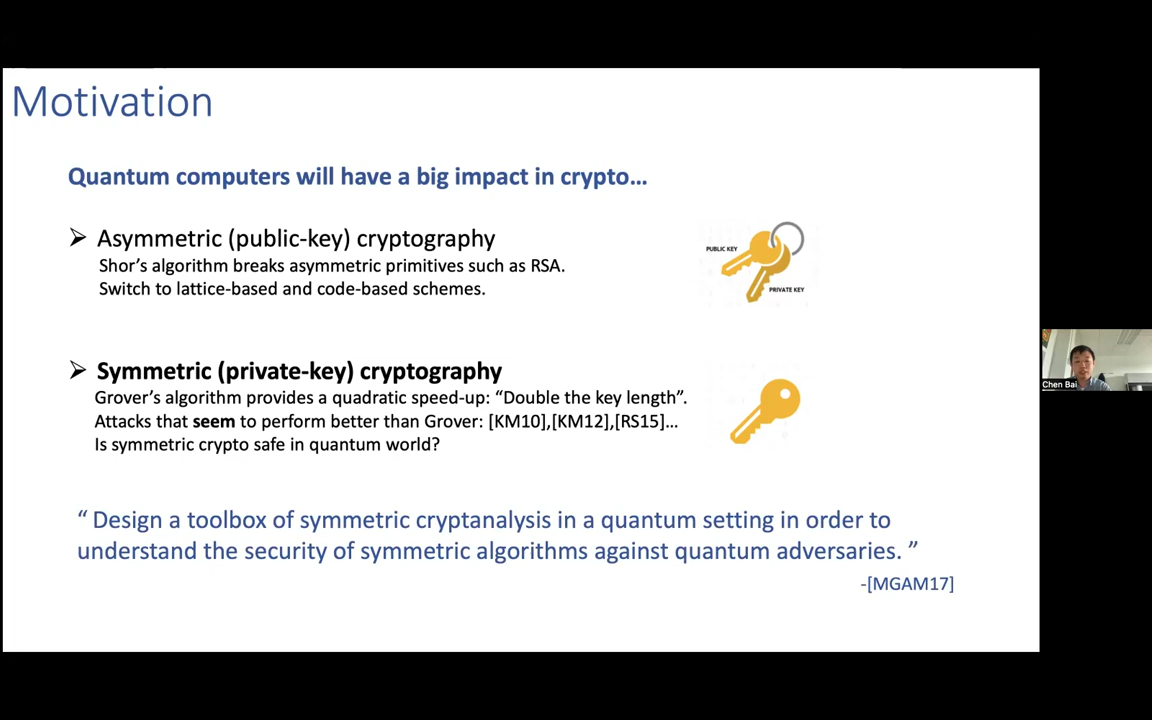 Motivation
Quantum computers will have a big impact in crypto…
➢ Asymmetric (public-key) cryptography
Shor’s algorithm breaks asymmetric primitives such as RSA.
Switch to lattice-based and code-based schemes.
PUBLIC KEY
PRIVATE KEY
➢ Symmetric (private-key) cryptography
Grover’s algorithm provides a quadratic speed-up: “Double the key length”.
Attacks that seem to perform better than Grover: [KM10],[KM12],[RS15]…
Is symmetric crypto safe in quantum world?
“ Design a toolbox of symmetric cryptanalysis in a quantum setting in order to
understand the security of symmetric algorithms against quantum adversaries. ”
-[MGAM17]
Chen Bai